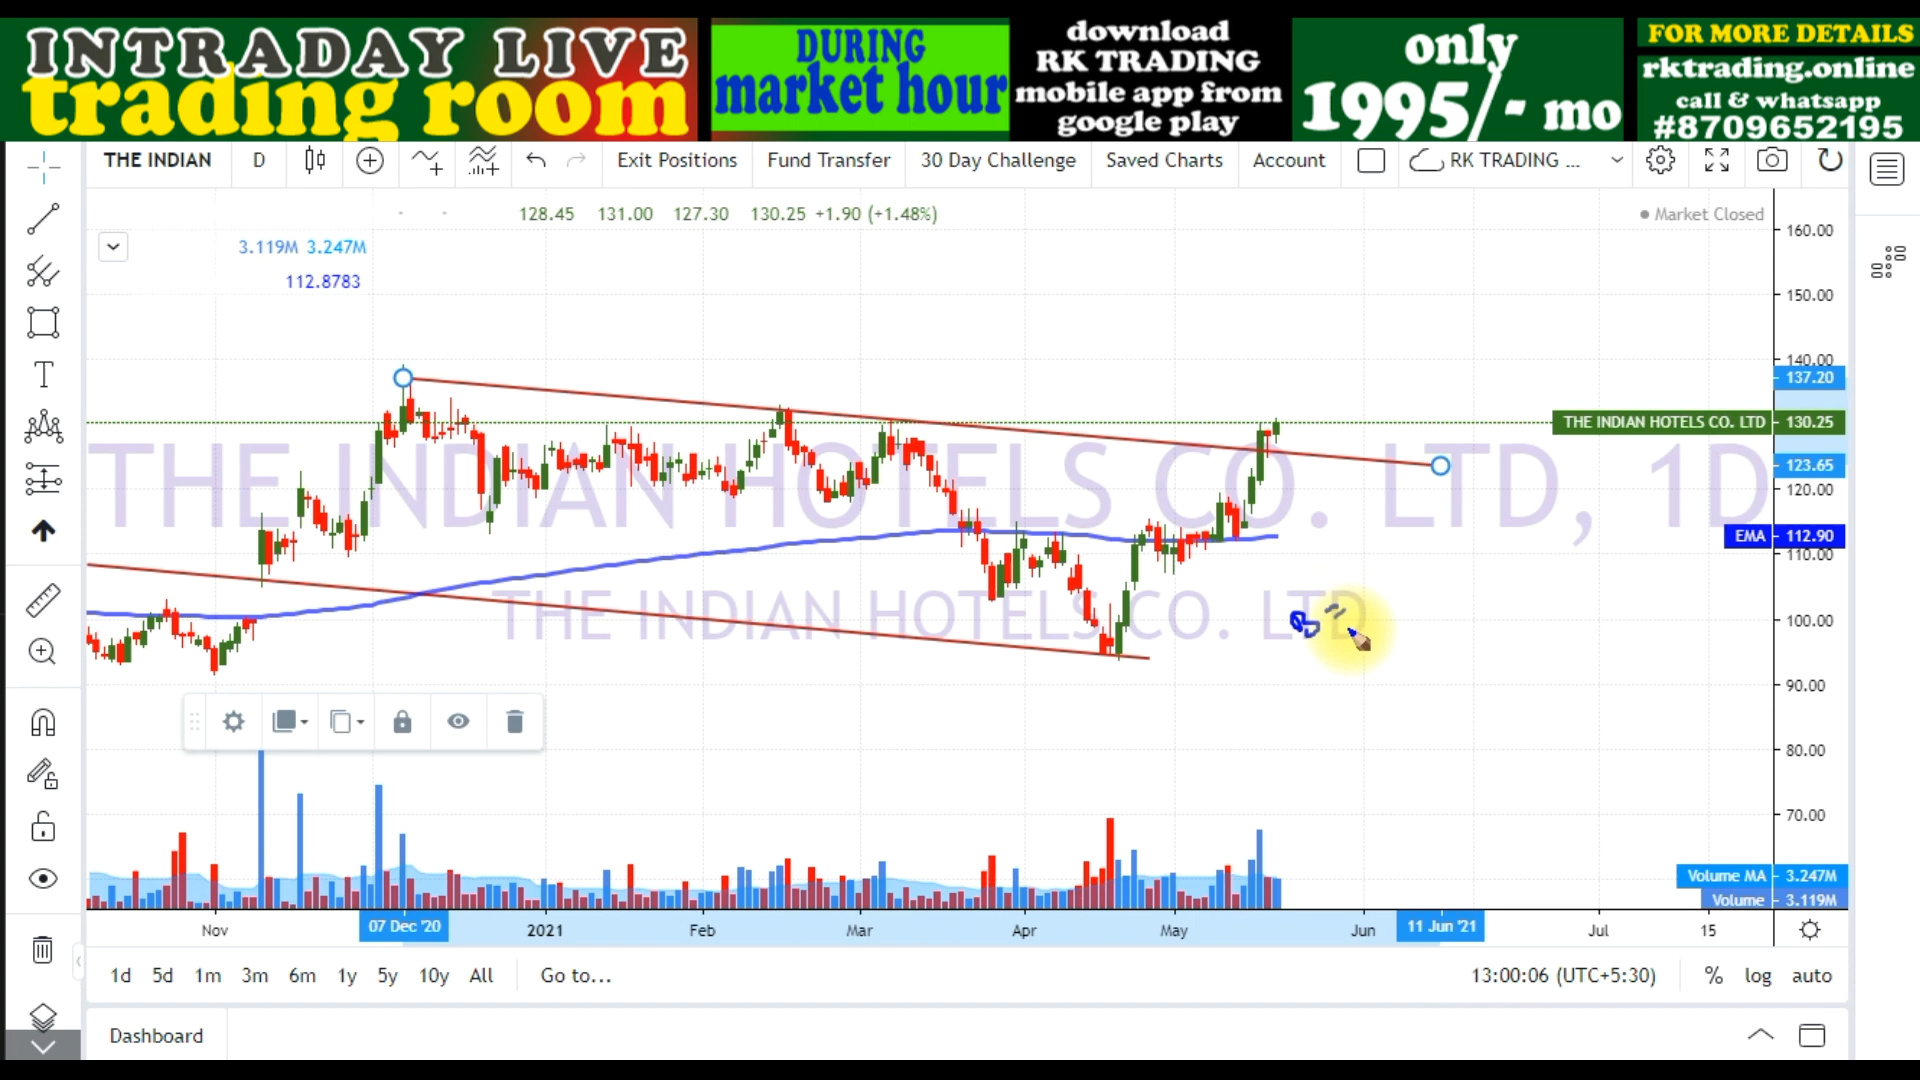 INTRADAY LIVE
trading room
DURING
market hour
download
RK TRADING
mobile app from
google play
only
1995/- mo
FOR MORE DETAILS
rktrading.online
call & whatsapp
#8709652195
THE INDIAN D Exit Positions Fund Transfer 30 Day Challenge Saved Charts Account RK TRADING ...
128.45 131.00 127.30 130.25 +1.90 (+1.48%)
Market Closed
3.119M 3.247M
112.8783
160.00
150.00
140.00
137.20
THE INDIAN HOTELS CO. LTD 130.25
123.65
120.00
EMA 112.90
110.00
100.00
90.00
80.00
70.00
Volume MA 3.247M
Volume 3.119M
THE INDIAN HOTELS CO. LTD, 1D
THE INDIAN HOTELS CO. LTD
Nov 07 Dec '20 2021 Feb Mar Apr May Jun 11 Jun '21 Jul 15
1d 5d 1m 3m 6m 1y 5y 10y All Go to... 13:00:06 (UTC+5:30) % log auto
Dashboard